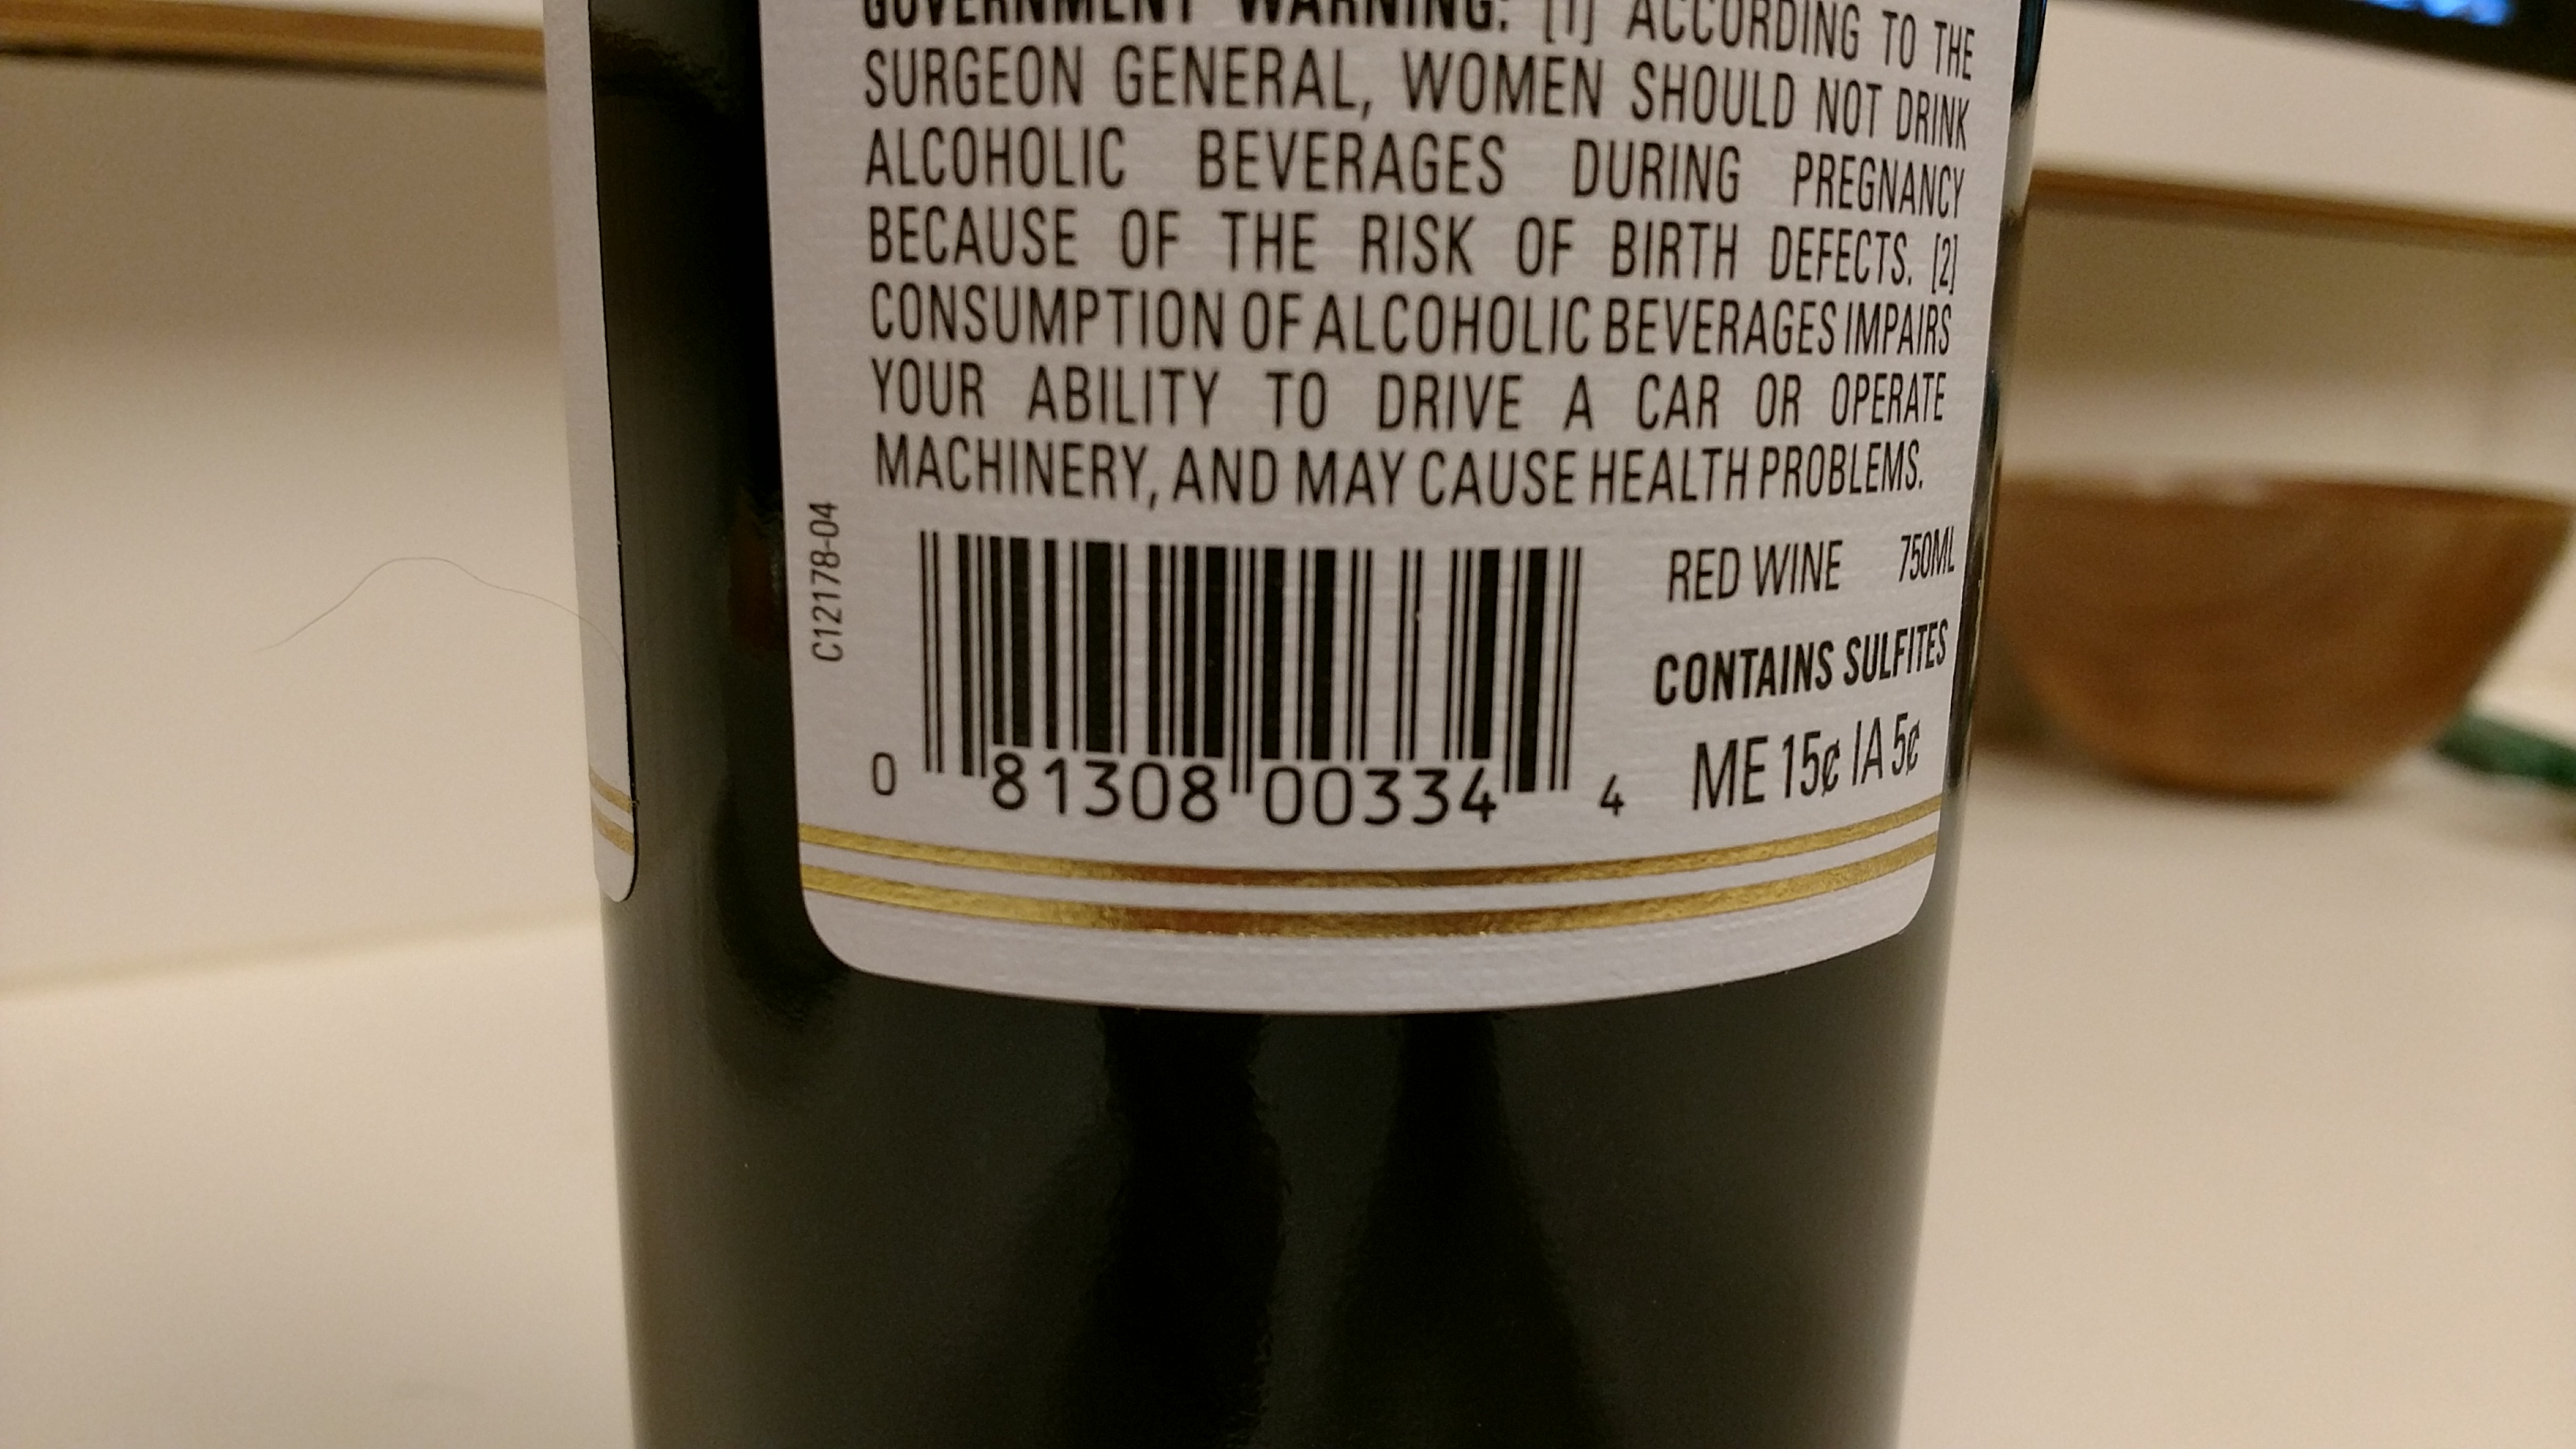 GOVERNMENT WARNING: [1] ACCORDING TO THE
SURGEON GENERAL, WOMEN SHOULD NOT DRINK
ALCOHOLIC BEVERAGES DURING PREGNANCY
BECAUSE OF THE RISK OF BIRTH DEFECTS. [2]
CONSUMPTION OF ALCOHOLIC BEVERAGES IMPAIRS
YOUR ABILITY TO DRIVE A CAR OR OPERATE
MACHINERY, AND MAY CAUSE HEALTH PROBLEMS.
C12178-04
RED WINE 750ML
CONTAINS SULFITES
ME 15¢ IA 5¢
0 81308 00334 4